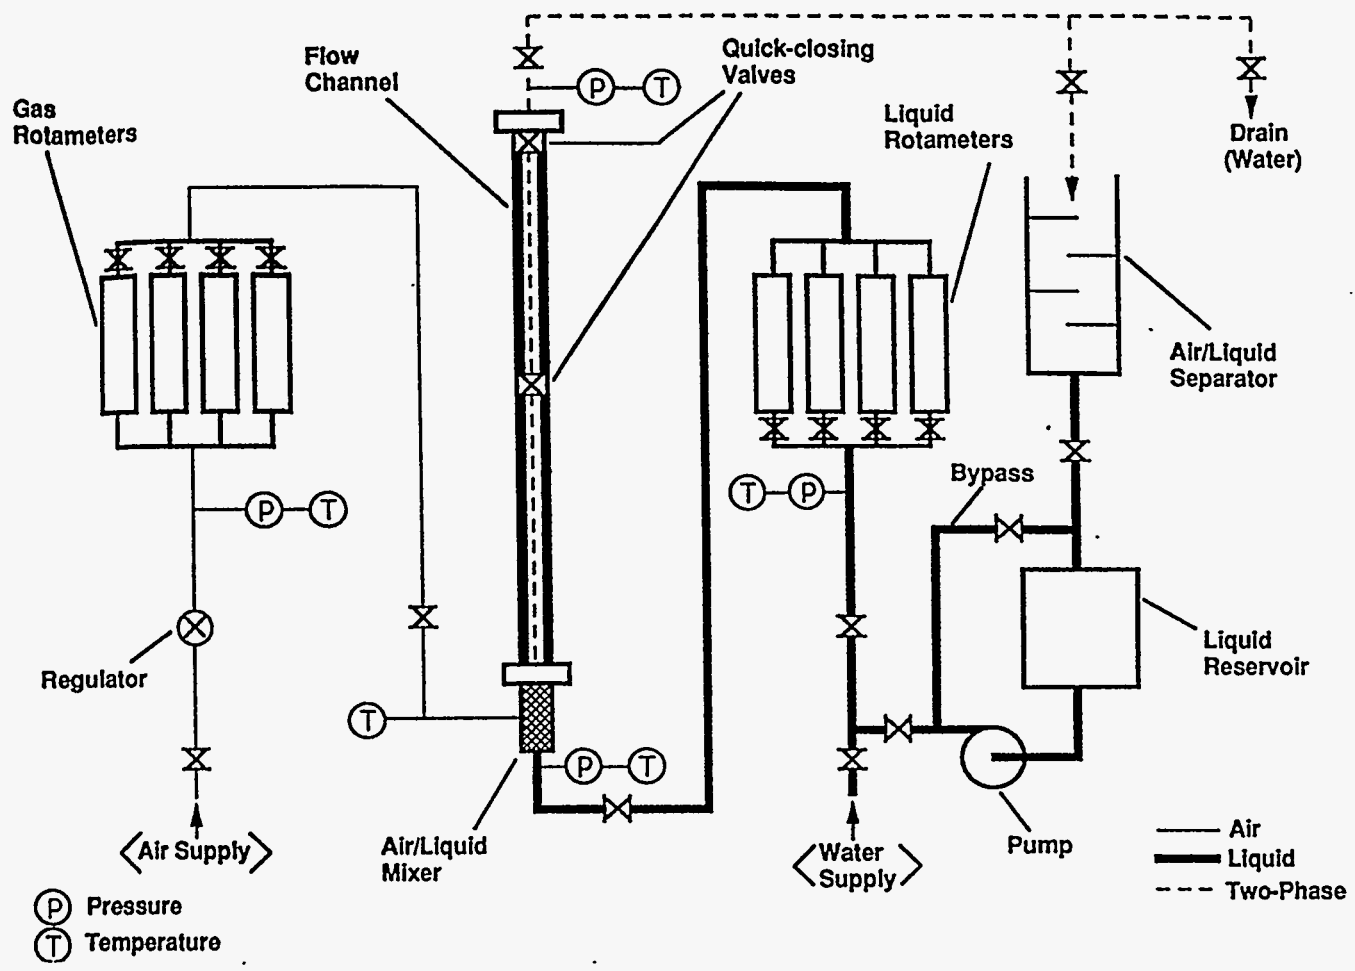 Flow
Channel
Quick-closing
Valves
P
T
Gas
Rotameters
Liquid
Rotameters
Drain
(Water)
Air/Liquid
Separator
Bypass
T
P
P
T
Regulator
Liquid
Reservoir
T
P
T
Air Supply
Air/Liquid
Mixer
Water
Supply
Pump
Air
Liquid
Two-Phase
P Pressure
T Temperature